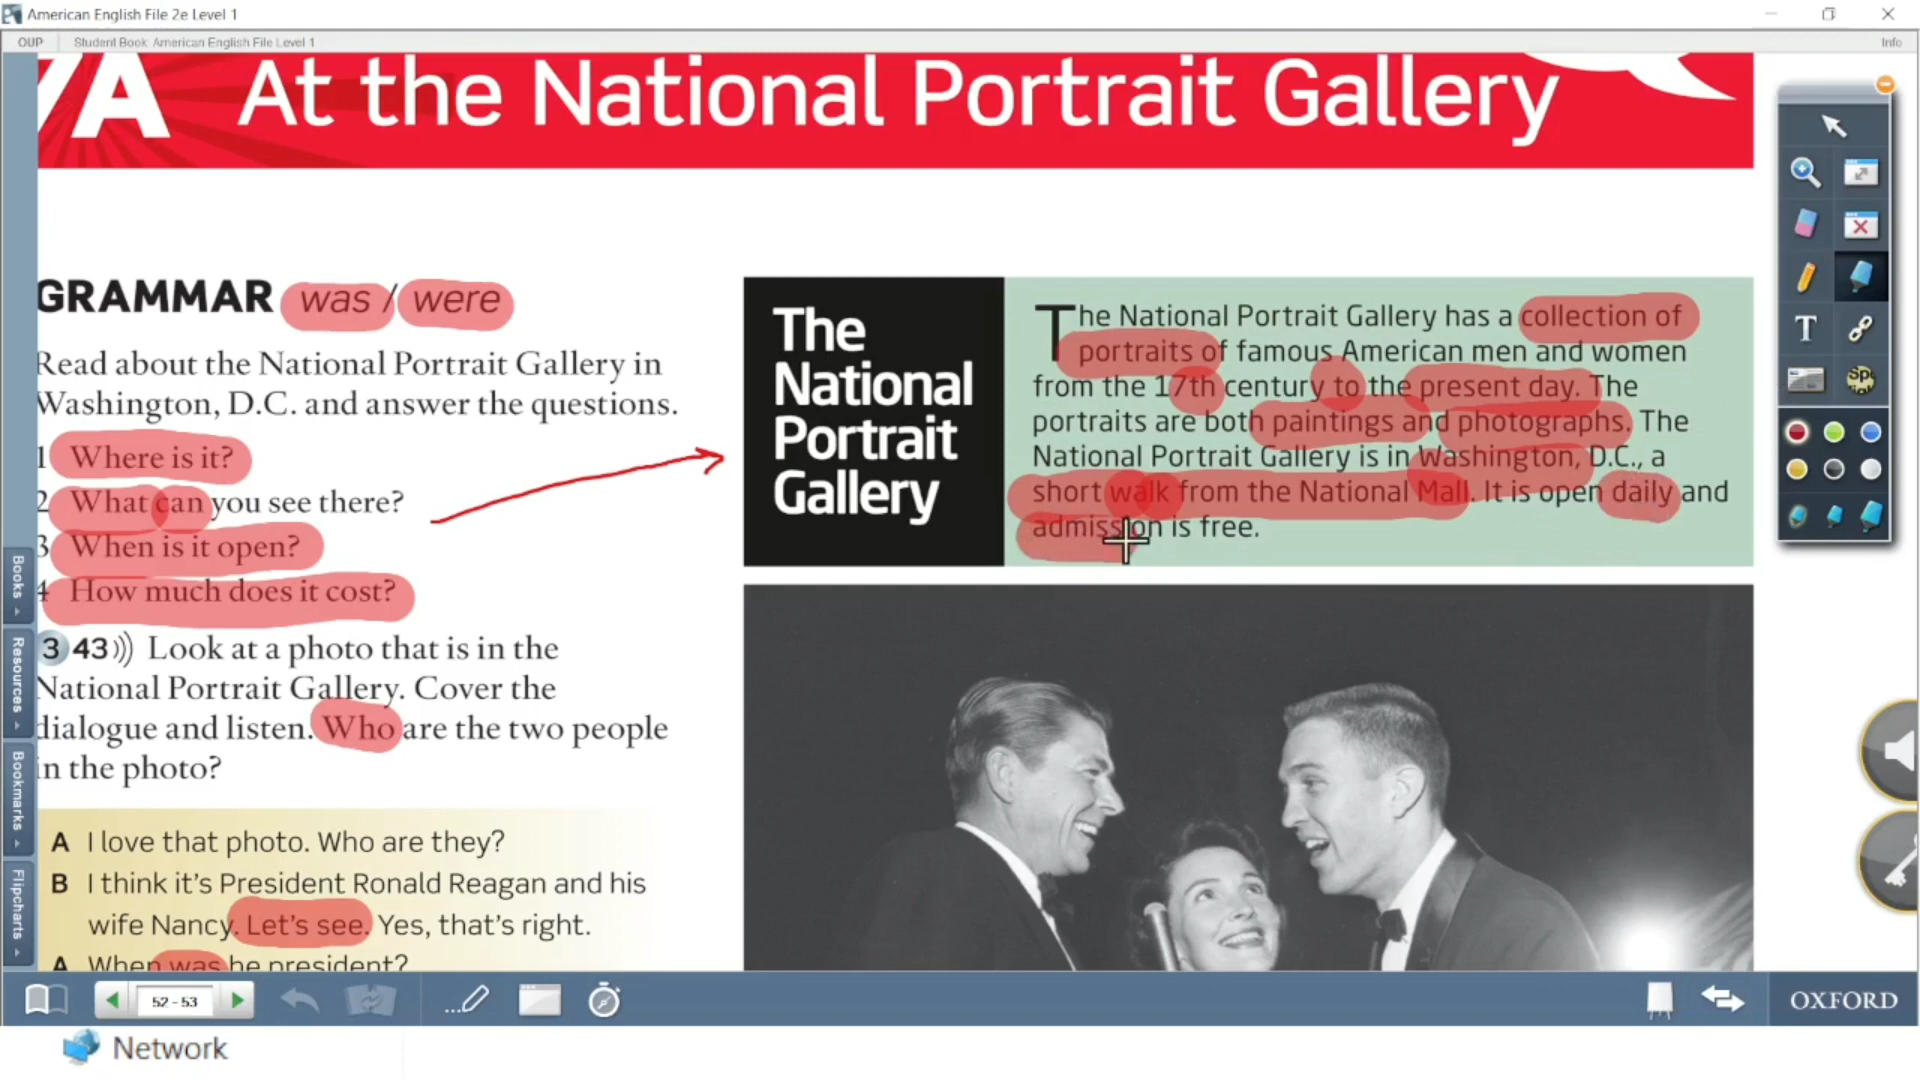 American English File 2e Level 1
OUP Student Book: American English File Level 1 Info
7A At the National Portrait Gallery
GRAMMAR was / were
Read about the National Portrait Gallery in
Washington, D.C. and answer the questions.
1 Where is it?
2 What can you see there?
3 When is it open?
4 How much does it cost?
3 43))) Look at a photo that is in the
National Portrait Gallery. Cover the
dialogue and listen. Who are the two people
in the photo?
A I love that photo. Who are they?
B I think it's President Ronald Reagan and his
wife Nancy. Let's see. Yes, that's right.
A When was he president?
The
National
Portrait
Gallery
The National Portrait Gallery has a collection of
portraits of famous American men and women
from the 17th century to the present day. The
portraits are both paintings and photographs. The
National Portrait Gallery is in Washington, D.C., a
short walk from the National Mall. It is open daily and
admission is free.
T
Books
Resources
Bookmarks
Flipcharts
52 - 53
OXFORD
Network